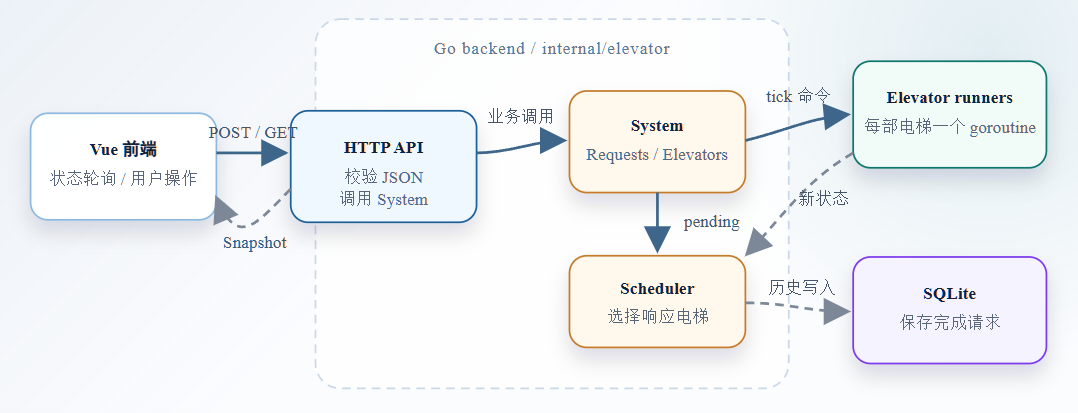 Go backend / internal/elevator
Vue 前端
状态轮询 / 用户操作
POST / GET
Snapshot
HTTP API
校验 JSON
调用 System
业务调用
System
Requests / Elevators
tick 命令
Elevator runners
每部电梯一个 goroutine
新状态
pending
Scheduler
选择响应电梯
历史写入
SQLite
保存完成请求